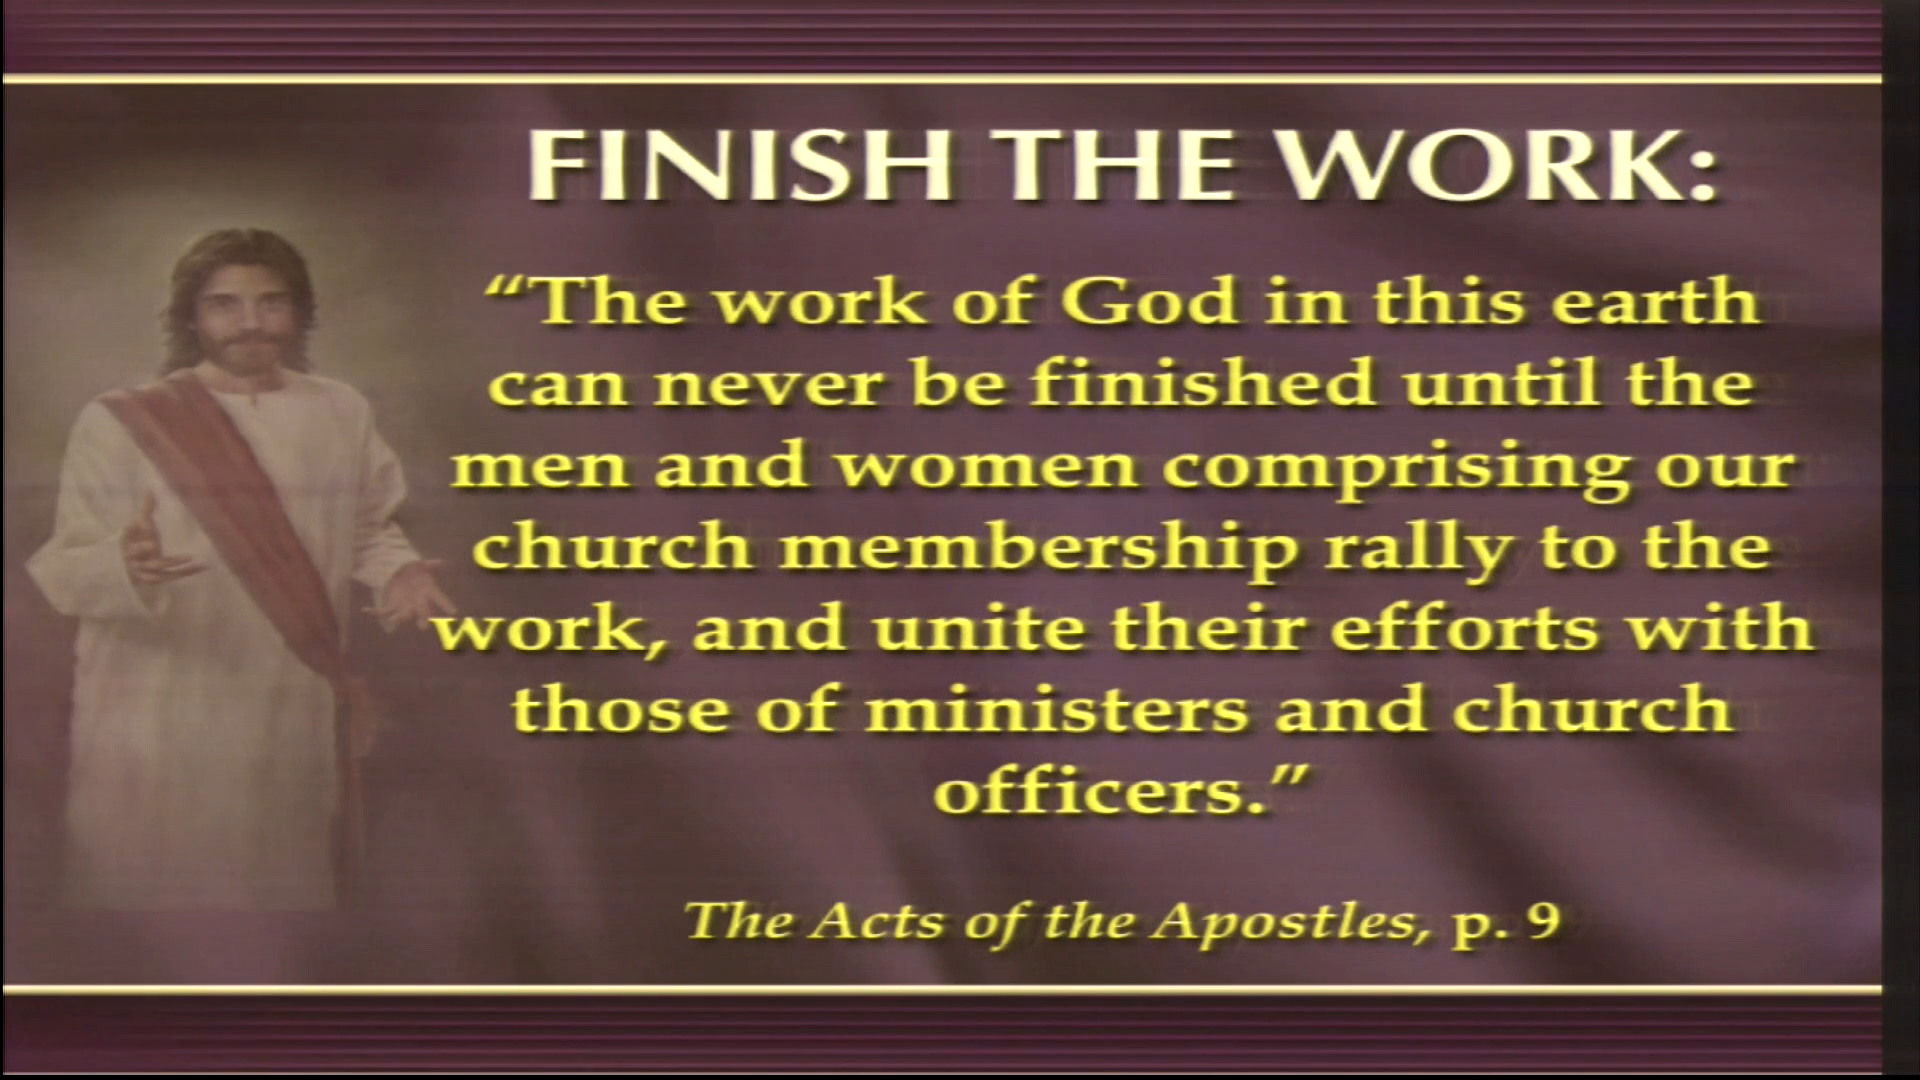 FINISH THE WORK:
“The work of God in this earth
can never be finished until the
men and women comprising our
church membership rally to the
work, and unite their efforts with
those of ministers and church
officers.”
The Acts of the Apostles, p. 9